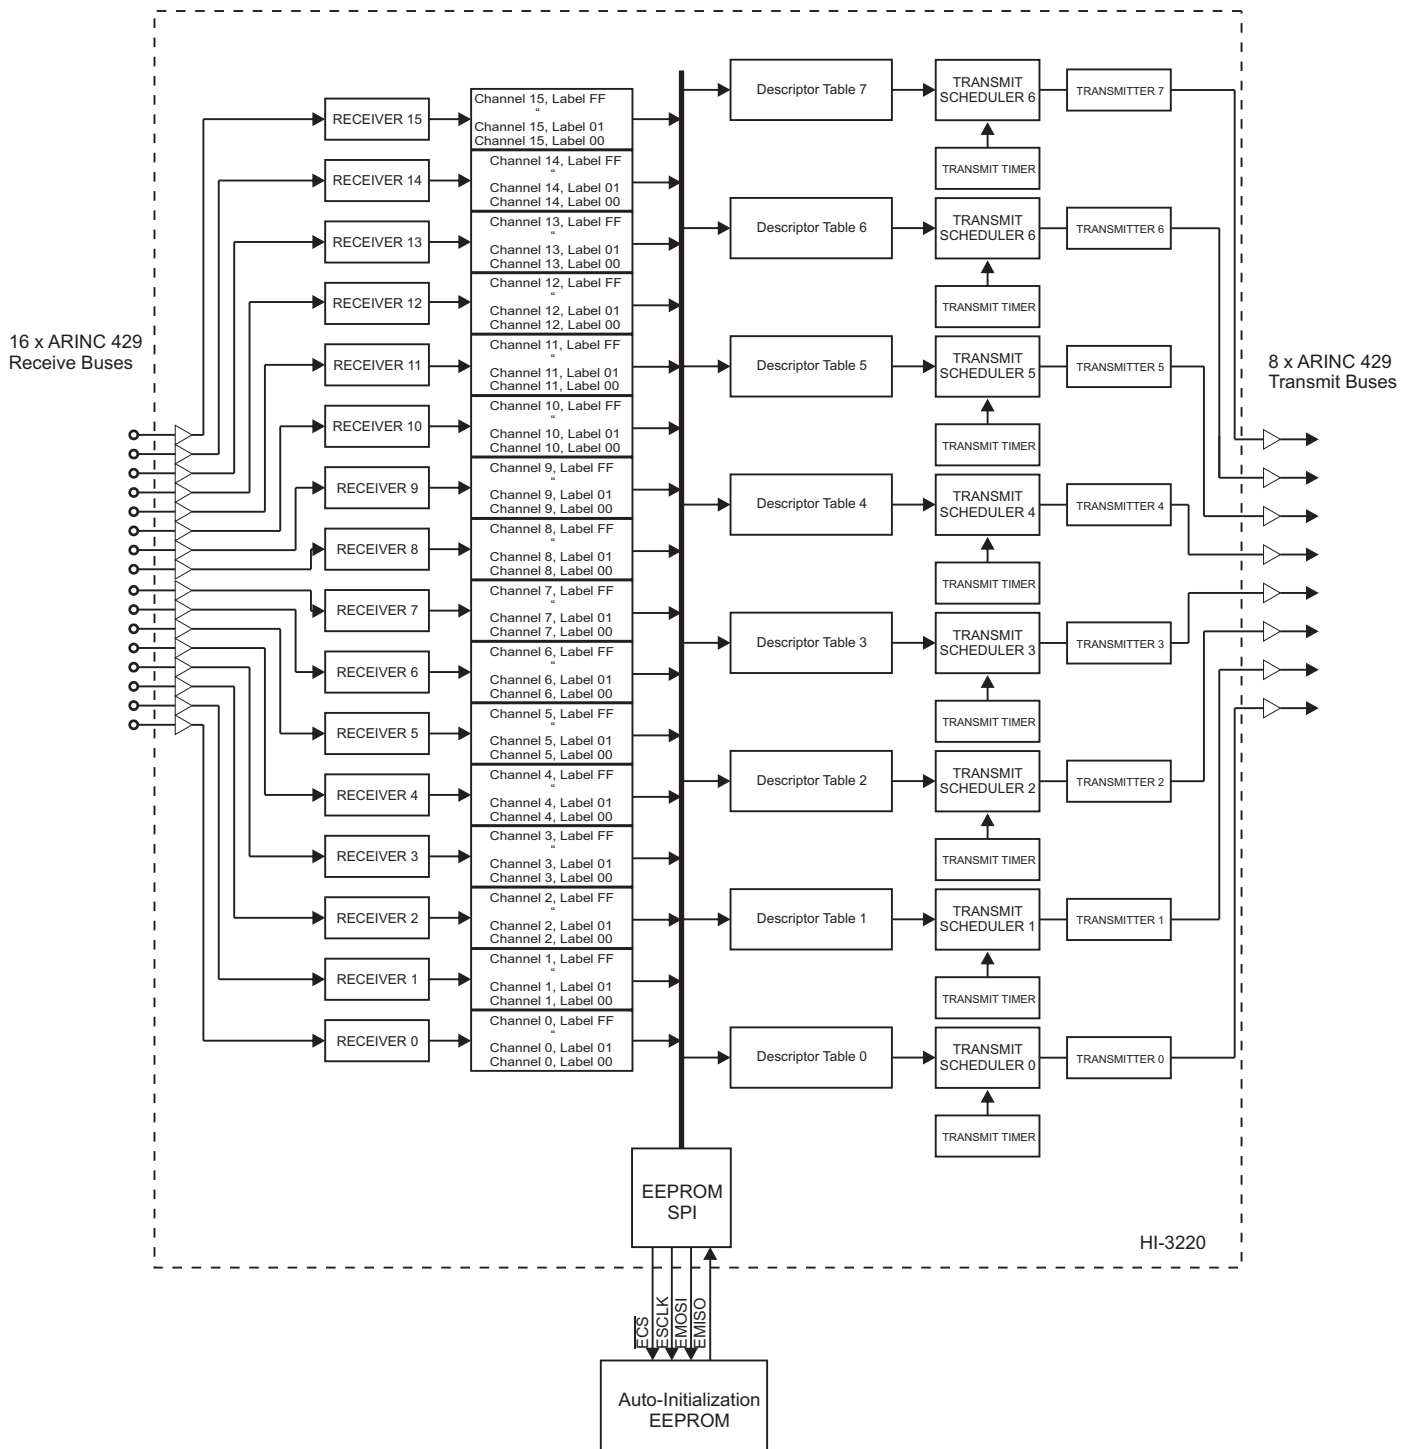 16 x ARINC 429
Receive Buses
RECEIVER 15
RECEIVER 14
RECEIVER 13
RECEIVER 12
RECEIVER 11
RECEIVER 10
RECEIVER 9
RECEIVER 8
RECEIVER 7
RECEIVER 6
RECEIVER 5
RECEIVER 4
RECEIVER 3
RECEIVER 2
RECEIVER 1
RECEIVER 0
Channel 15, Label FF
“
Channel 15, Label 01
Channel 15, Label 00
Channel 14, Label FF
“
Channel 14, Label 01
Channel 14, Label 00
Channel 13, Label FF
“
Channel 13, Label 01
Channel 13, Label 00
Channel 12, Label FF
“
Channel 12, Label 01
Channel 12, Label 00
Channel 11, Label FF
“
Channel 11, Label 01
Channel 11, Label 00
Channel 10, Label FF
“
Channel 10, Label 01
Channel 10, Label 00
Channel 9, Label FF
“
Channel 9, Label 01
Channel 9, Label 00
Channel 8, Label FF
“
Channel 8, Label 01
Channel 8, Label 00
Channel 7, Label FF
“
Channel 7, Label 01
Channel 7, Label 00
Channel 6, Label FF
“
Channel 6, Label 01
Channel 6, Label 00
Channel 5, Label FF
“
Channel 5, Label 01
Channel 5, Label 00
Channel 4, Label FF
“
Channel 4, Label 01
Channel 4, Label 00
Channel 3, Label FF
“
Channel 3, Label 01
Channel 3, Label 00
Channel 2, Label FF
“
Channel 2, Label 01
Channel 2, Label 00
Channel 1, Label FF
“
Channel 1, Label 01
Channel 1, Label 00
Channel 0, Label FF
“
Channel 0, Label 01
Channel 0, Label 00
Descriptor Table 7
TRANSMIT
SCHEDULER 6
TRANSMITTER 7
TRANSMIT TIMER
Descriptor Table 6
TRANSMIT
SCHEDULER 6
TRANSMITTER 6
TRANSMIT TIMER
Descriptor Table 5
TRANSMIT
SCHEDULER 5
TRANSMITTER 5
TRANSMIT TIMER
Descriptor Table 4
TRANSMIT
SCHEDULER 4
TRANSMITTER 4
TRANSMIT TIMER
Descriptor Table 3
TRANSMIT
SCHEDULER 3
TRANSMITTER 3
TRANSMIT TIMER
Descriptor Table 2
TRANSMIT
SCHEDULER 2
TRANSMITTER 2
TRANSMIT TIMER
Descriptor Table 1
TRANSMIT
SCHEDULER 1
TRANSMITTER 1
TRANSMIT TIMER
Descriptor Table 0
TRANSMIT
SCHEDULER 0
TRANSMITTER 0
TRANSMIT TIMER
8 x ARINC 429
Transmit Buses
EEPROM
SPI
HI-3220
ECS
ESCLK
EMOSI
EMISO
Auto-Initialization
EEPROM